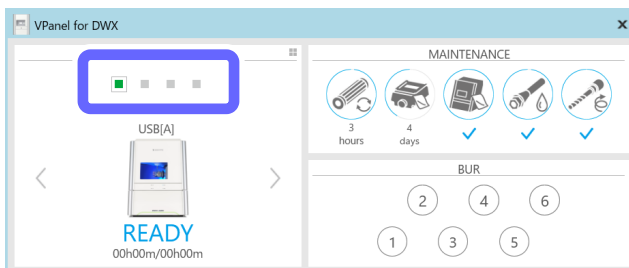 VPanel for DWX
USB[A]
READY
00h00m/00h00m
MAINTENANCE
3
hours
4
days
BUR
2
4
6
1
3
5